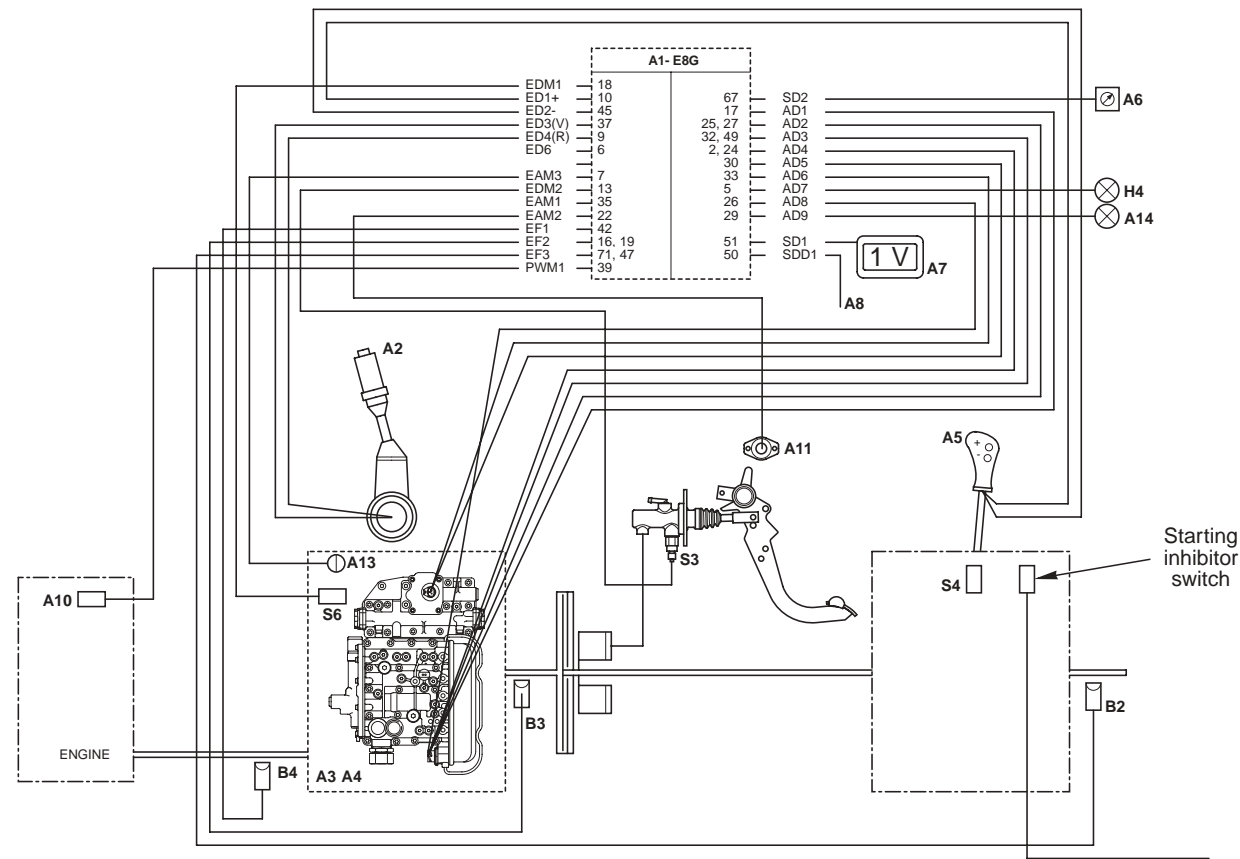 A1- E8G
EDM1 18
ED1+ 10
ED2- 45
ED3(V) 37
ED4(R) 9
ED6 6
EAM3 7
EDM2 13
EAM1 35
EAM2 22
EF1 42
EF2 16, 19
EF3 71, 47
PWM1 39
67 SD2
17 AD1
25, 27 AD2
32, 49 AD3
2, 24 AD4
30 AD5
33 AD6
5 AD7
26 AD8
29 AD9
51 SD1
50 SDD1
A6
H4
A14
1 V
A7
A8
A2
A11
A5
+
-
S3
A13
S6
A10
S4
Starting
inhibitor
switch
B3
B2
ENGINE
B4
A3 A4